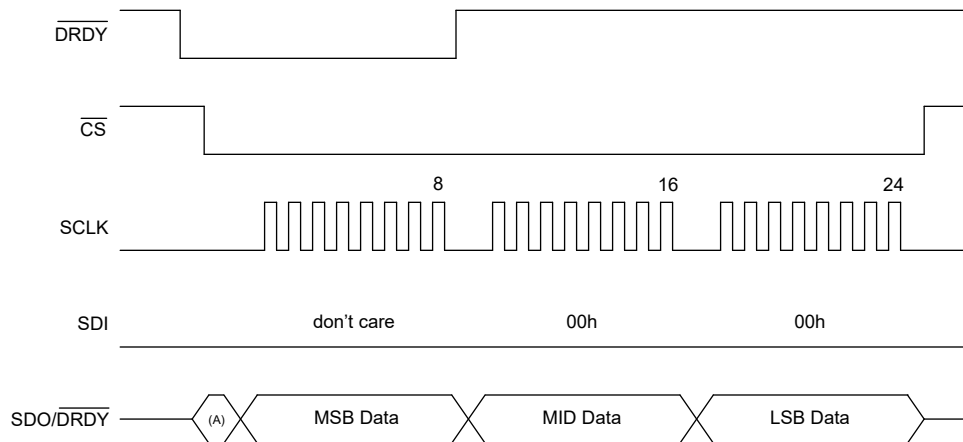 DRDY
CS
8 16 24
SCLK
SDI don't care 00h 00h
SDO/DRDY (A) MSB Data MID Data LSB Data